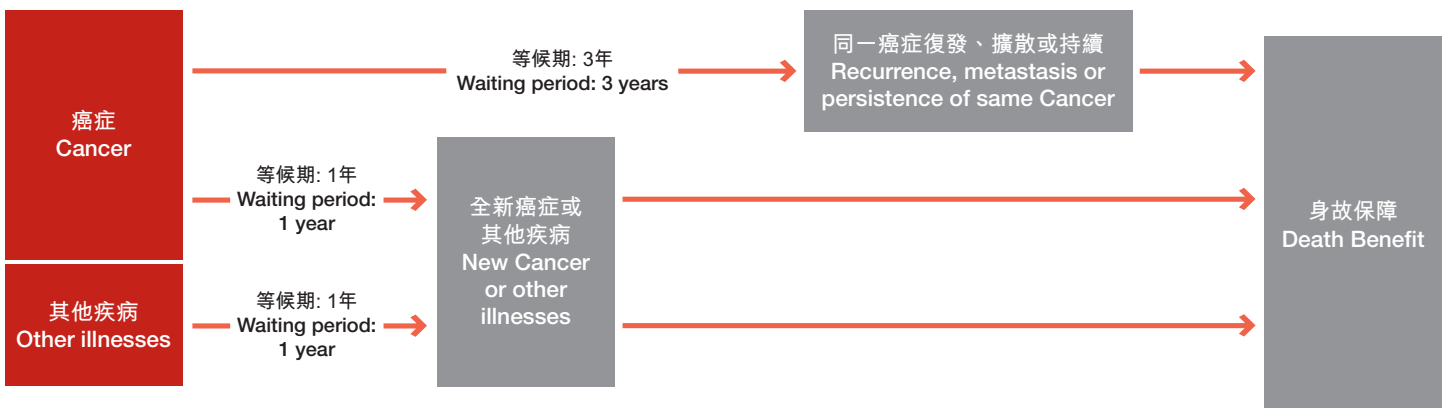 癌症
Cancer
等候期: 3年
Waiting period: 3 years
同一癌症復發、擴散或持續
Recurrence, metastasis or
persistence of same Cancer
等候期: 1年
Waiting period:
1 year
全新癌症或
其他疾病
New Cancer
or other
illnesses
身故保障
Death Benefit
其他疾病
Other illnesses
等候期: 1年
Waiting period:
1 year